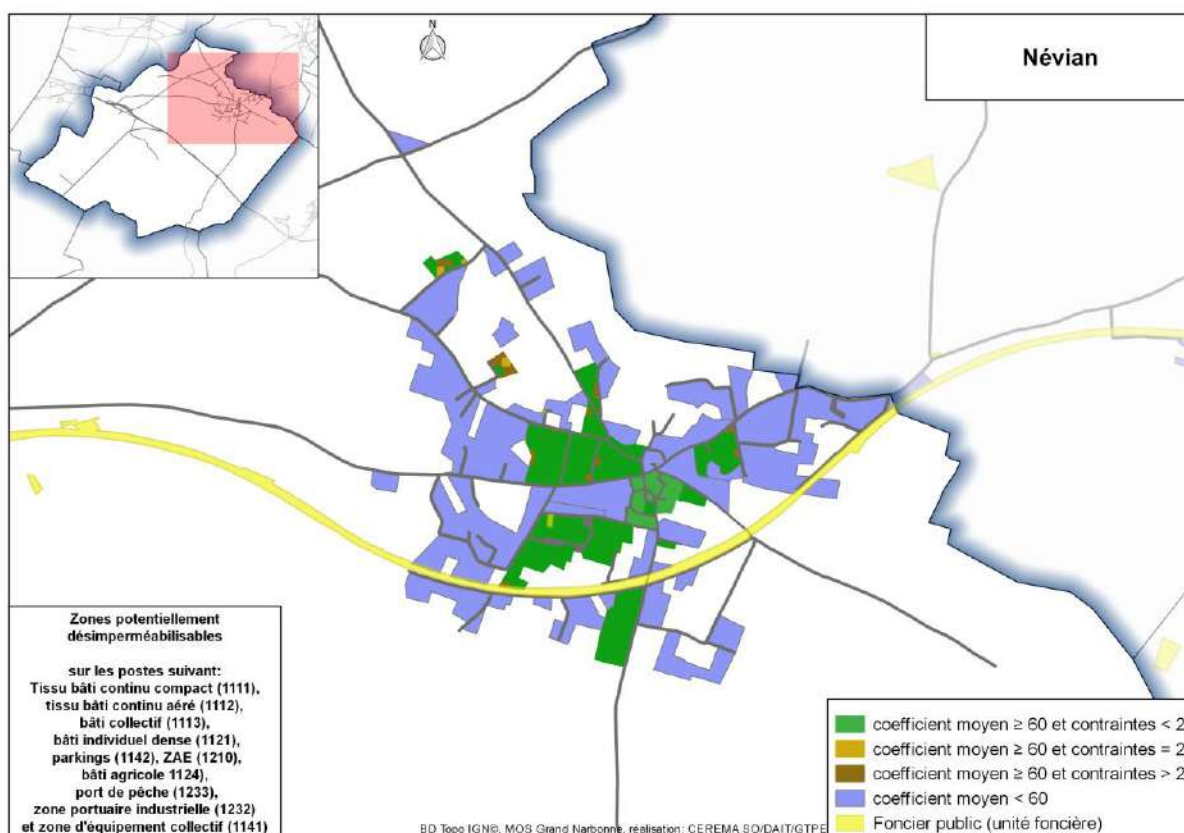 N
Névian
Zones potentiellement
désimperméabilisables
sur les postes suivant:
Tissu bâti continu compact (1111),
tissu bâti continu aéré (1112),
bâti collectif (1113),
bâti individuel dense (1121),
parkings (1142), ZAE (1210),
bâti agricole 1124),
port de pêche (1233),
zone portuaire industrielle (1232)
et zone d'équipement collectif (1141)
coefficient moyen ≥ 60 et contraintes < 2
coefficient moyen ≥ 60 et contraintes = 2
coefficient moyen ≥ 60 et contraintes > 2
coefficient moyen < 60
Foncier public (unité foncière)
BD Topo IGN©, MOS Grand Narbonne, réalisation: CEREMA SO/DAIT/GTPE